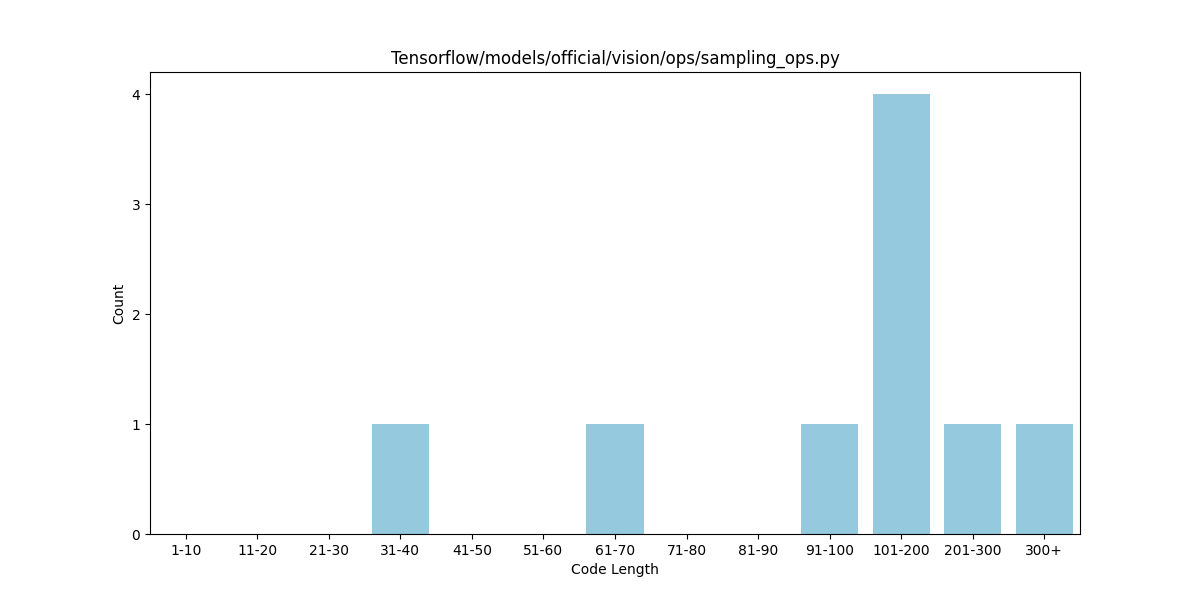 Tensorflow/models/official/vision/ops/sampling_ops.py
4
3
2
1
0
Count
1-10 11-20 21-30 31-40 41-50 51-60 61-70 71-80 81-90 91-100 101-200 201-300 300+
Code Length